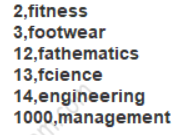 2,fitness
3,footwear
12,fathematics
13,fcience
14,engineering
1000,management